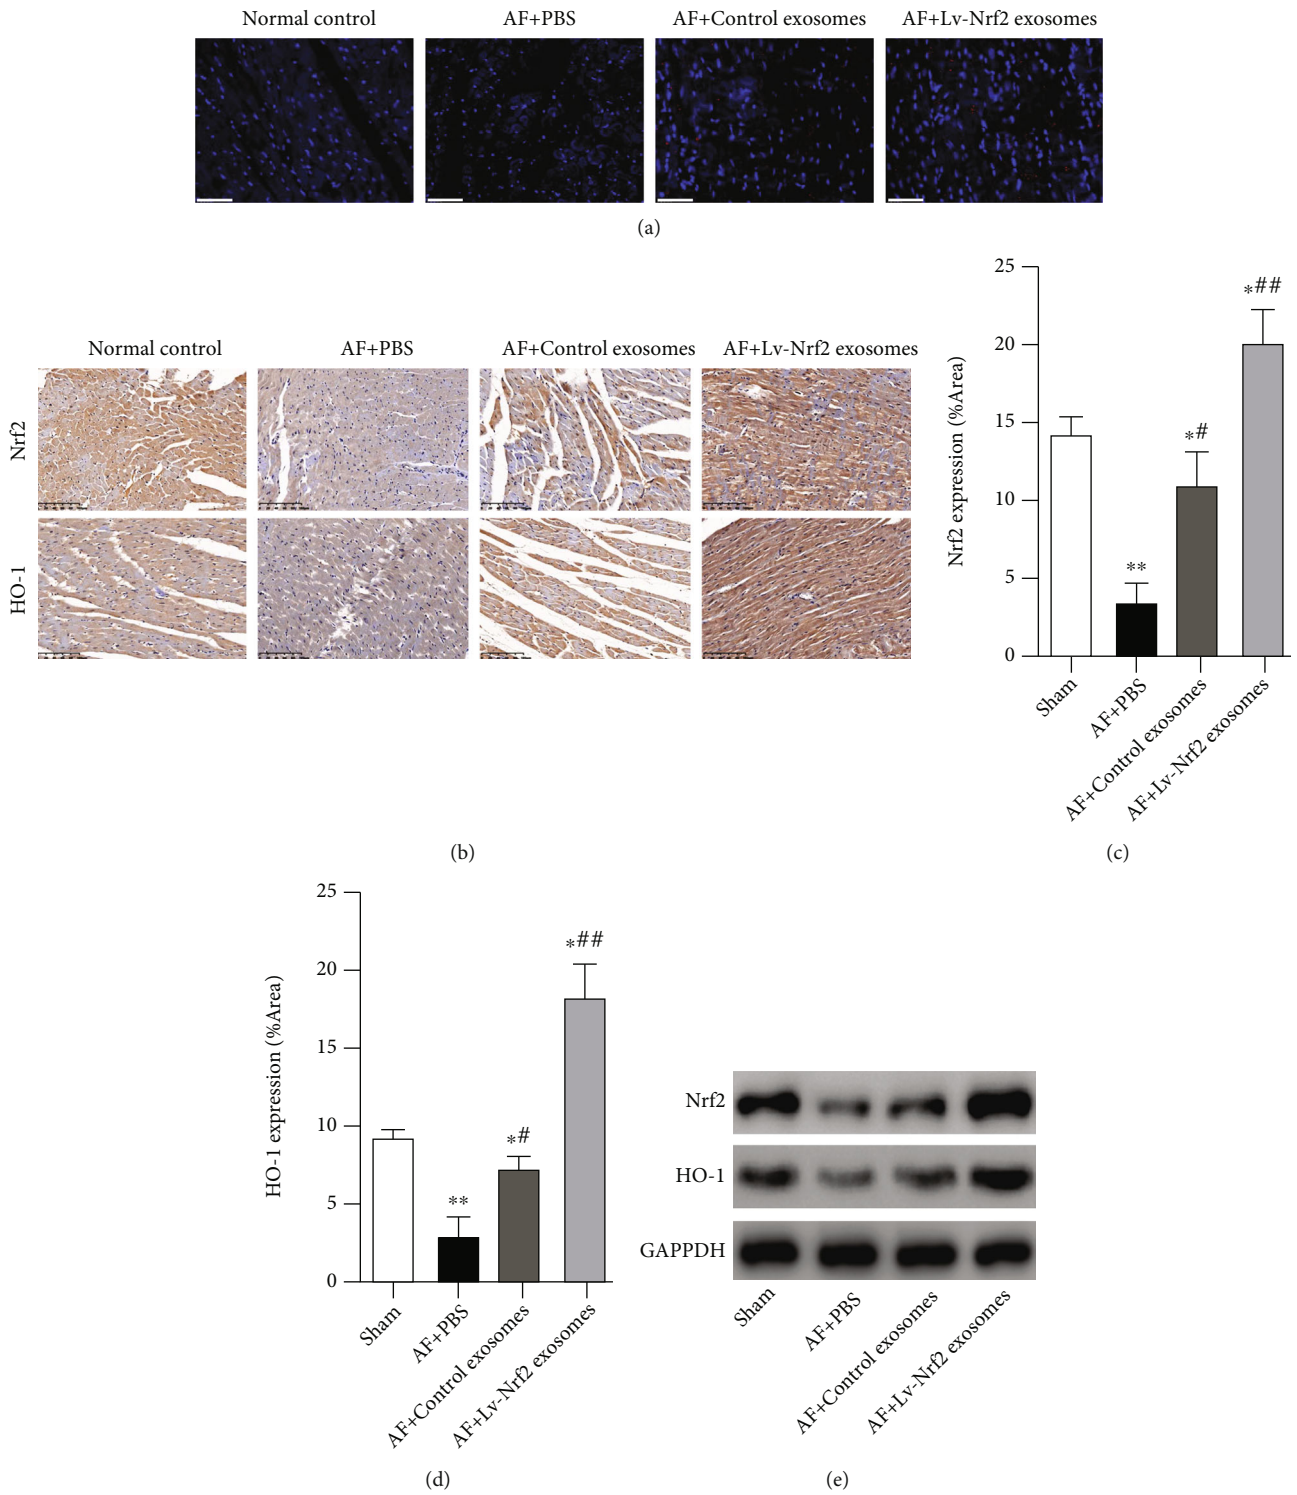 Normal control AF+PBS AF+Control exosomes AF+Lv-Nrf2 exosomes
(a)
Normal control AF+PBS AF+Control exosomes AF+Lv-Nrf2 exosomes
Nrf2
HO-1
(b)
Nrf2 expression (%Area)
25
20
15
10
5
0
**
*#
*##
Sham
AF+PBS
AF+Control exosomes
AF+Lv-Nrf2 exosomes
(c)
HO-1 expression (%Area)
25
20
15
10
5
0
**
*#
*##
Sham
AF+PBS
AF+Control exosomes
AF+Lv-Nrf2 exosomes
(d)
Nrf2
HO-1
GAPPDH
Sham
AF+PBS
AF+Control exosomes
AF+Lv-Nrf2 exosomes
(e)